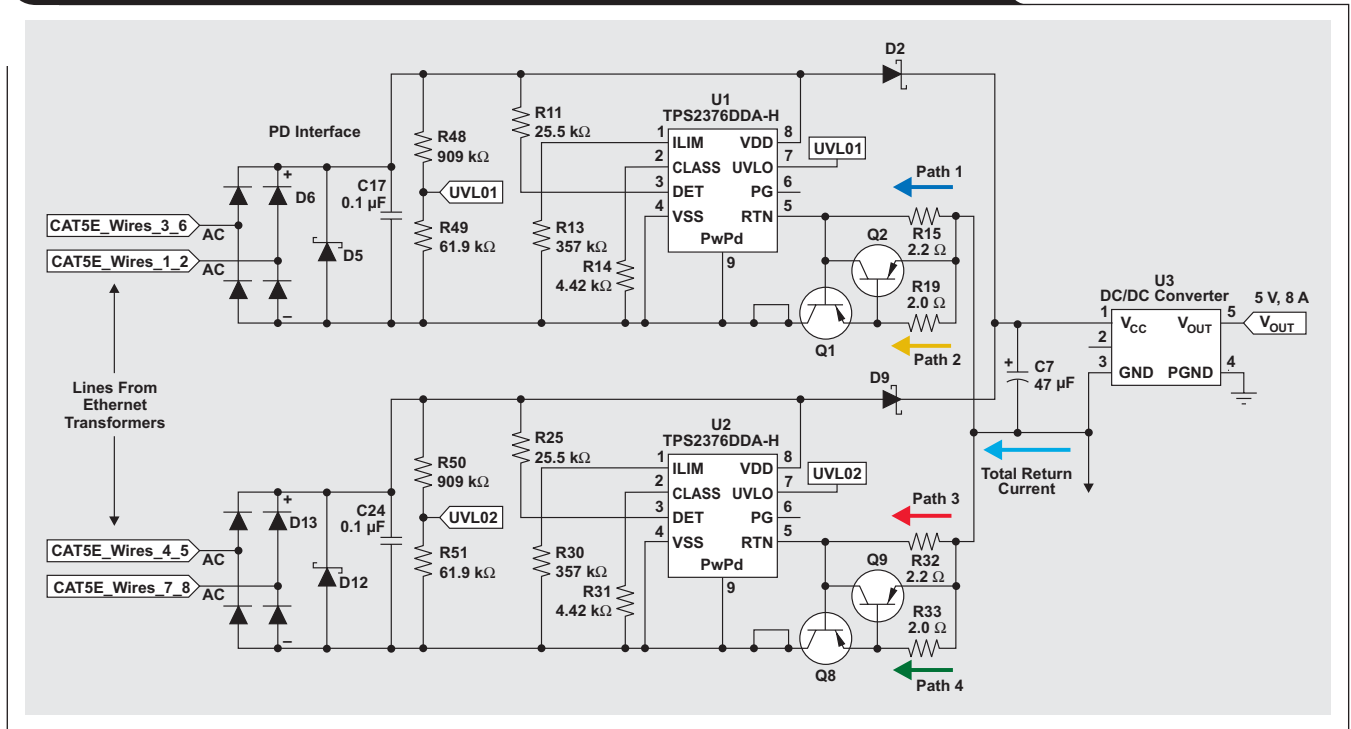 D2
U1
TPS2376DDA-H
PD Interface
R48
909 kΩ
R11
25.5 kΩ
1
ILIM
VDD
8
2
CLASS
UVLO
7
UVL01
3
DET
PG
6
4
VSS
RTN
5
PwPd
9
Path 1
+
D6
C17
0.1 µF
UVL01
R49
61.9 kΩ
R13
357 kΩ
R14
4.42 kΩ
Q2
R15
2.2 Ω
R19
2.0 Ω
CAT5E_Wires_3_6
AC
CAT5E_Wires_1_2
AC
D5
–
Q1
Path 2
U3
DC/DC Converter
5 V, 8 A
1
VCC
VOUT
5
VOUT
2
3
GND
PGND
4
+
C7
47 µF
Lines From
Ethernet
Transformers
D9
U2
TPS2376DDA-H
R50
909 kΩ
R25
25.5 kΩ
1
ILIM
VDD
8
2
CLASS
UVLO
7
UVL02
3
DET
PG
6
4
VSS
RTN
5
PwPd
9
Total Return
Current
Path 3
+
D13
C24
0.1 µF
UVL02
R51
61.9 kΩ
R30
357 kΩ
R31
4.42 kΩ
Q9
R32
2.2 Ω
R33
2.0 Ω
CAT5E_Wires_4_5
AC
CAT5E_Wires_7_8
AC
D12
–
Q8
Path 4